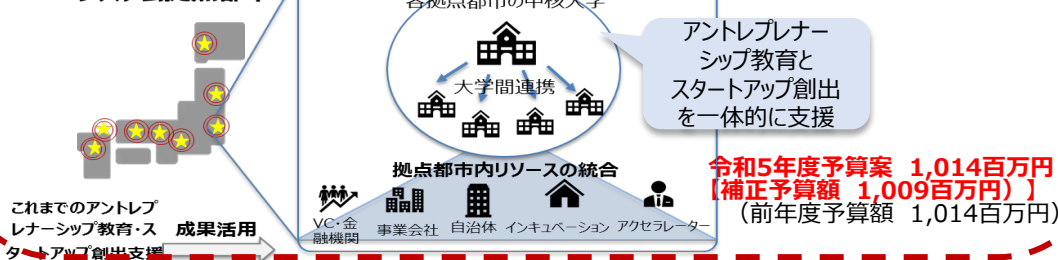 各拠点都市の中核大学
大学間連携
アントレプレナー
シップ教育と
スタートアップ創出
を一体的に支援
拠点都市内リソースの統合
VC・金
融機関
事業会社
自治体
インキュベーション
アクセラレーター
令和5年度予算案 1,014百万円
【補正予算額 1,009百万円）】
（前年度予算額 1,014百万円）
これまでのアントレプ
レナーシップ教育・ス
タートアップ創出支援
成果活用